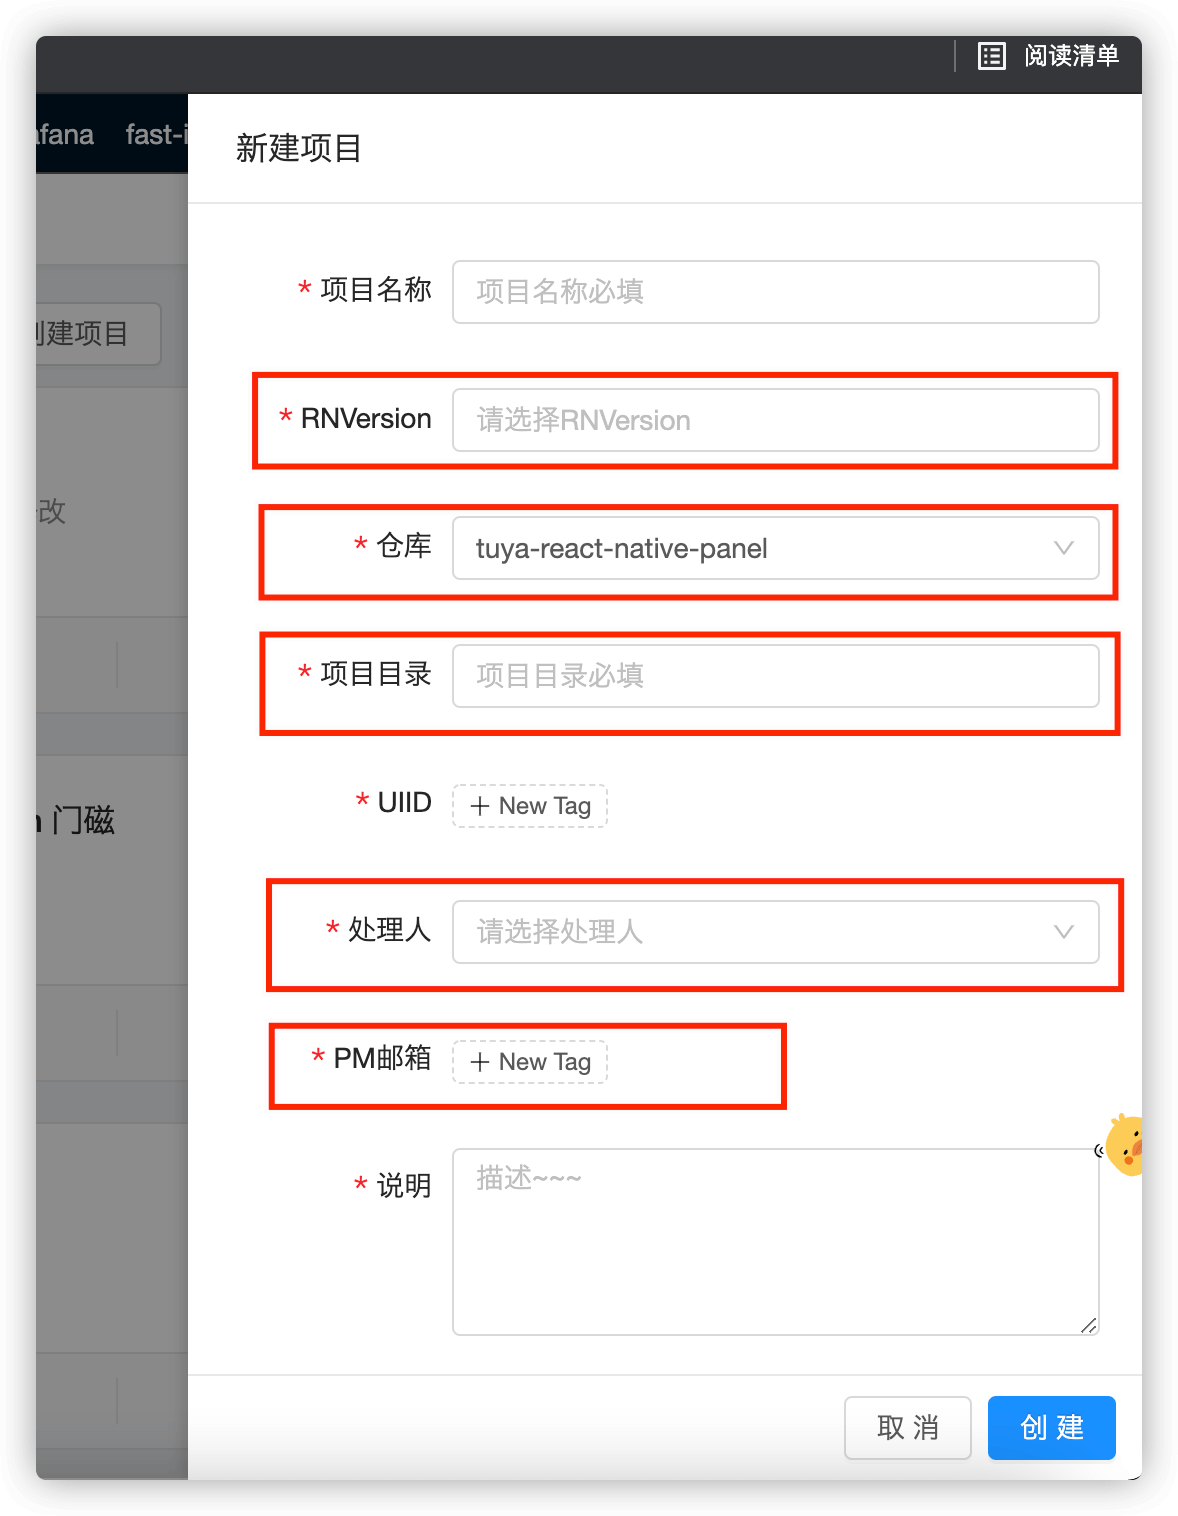 阅读清单
fast-i
新建项目
* 项目名称
项目名称必填
建项目
* RNVersion
请选择RNVersion
改
* 仓库
tuya-react-native-panel
* 项目目录
项目目录必填
* UIID
+ New Tag
门磁
* 处理人
请选择处理人
* PM邮箱
+ New Tag
* 说明
描述~~~
取 消
创 建